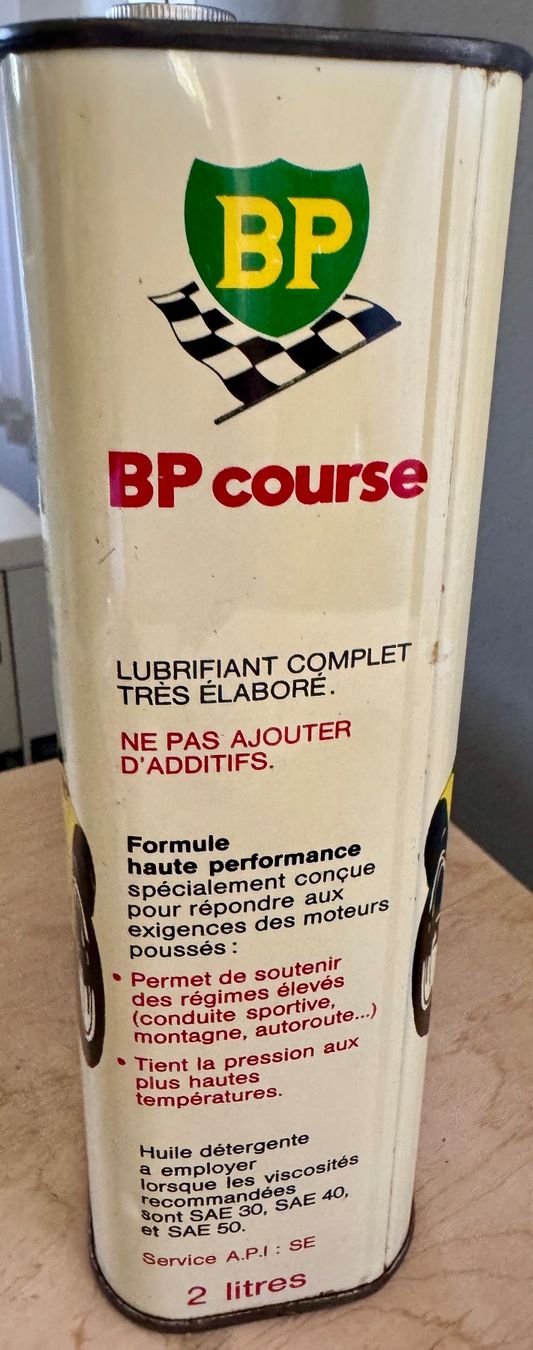 BP
BP course
LUBRIFIANT COMPLET
TRÈS ÉLABORÉ.
NE PAS AJOUTER
D'ADDITIFS.
Formule
haute performance
spécialement conçue
pour répondre aux
exigences des moteurs
poussés :
• Permet de soutenir
des régimes élevés
(conduite sportive,
montagne, autoroute...)
• Tient la pression aux
plus hautes
températures.
Huile détergente
a employer
lorsque les viscosités
recommandées
sont SAE 30, SAE 40,
et SAE 50.
Service A.P.I : SE
2 litres